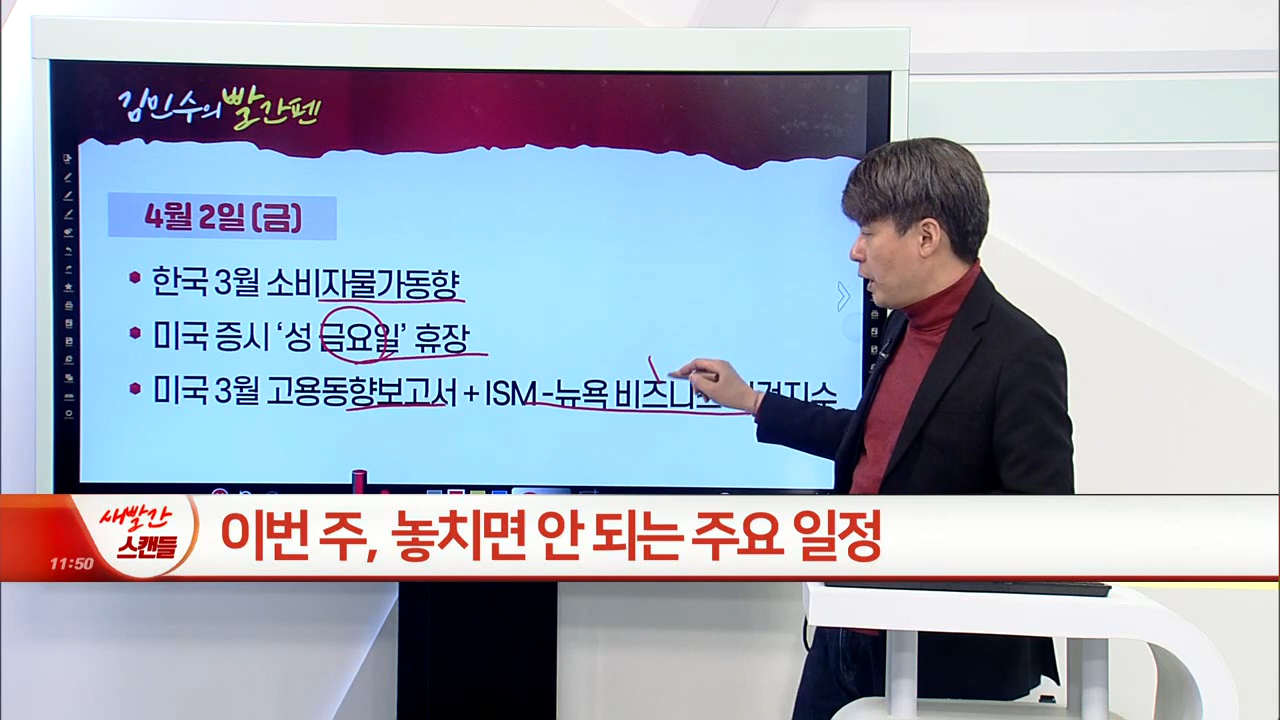 김민수의 빨간펜
4월 2일 (금)
한국 3월 소비자물가동향
미국 증시 ‘성 금요일’ 휴장
미국 3월 고용동향보고서 + ISM -뉴욕 비즈니스
새빨간
스캔들
11:50
이번 주, 놓치면 안 되는 주요 일정